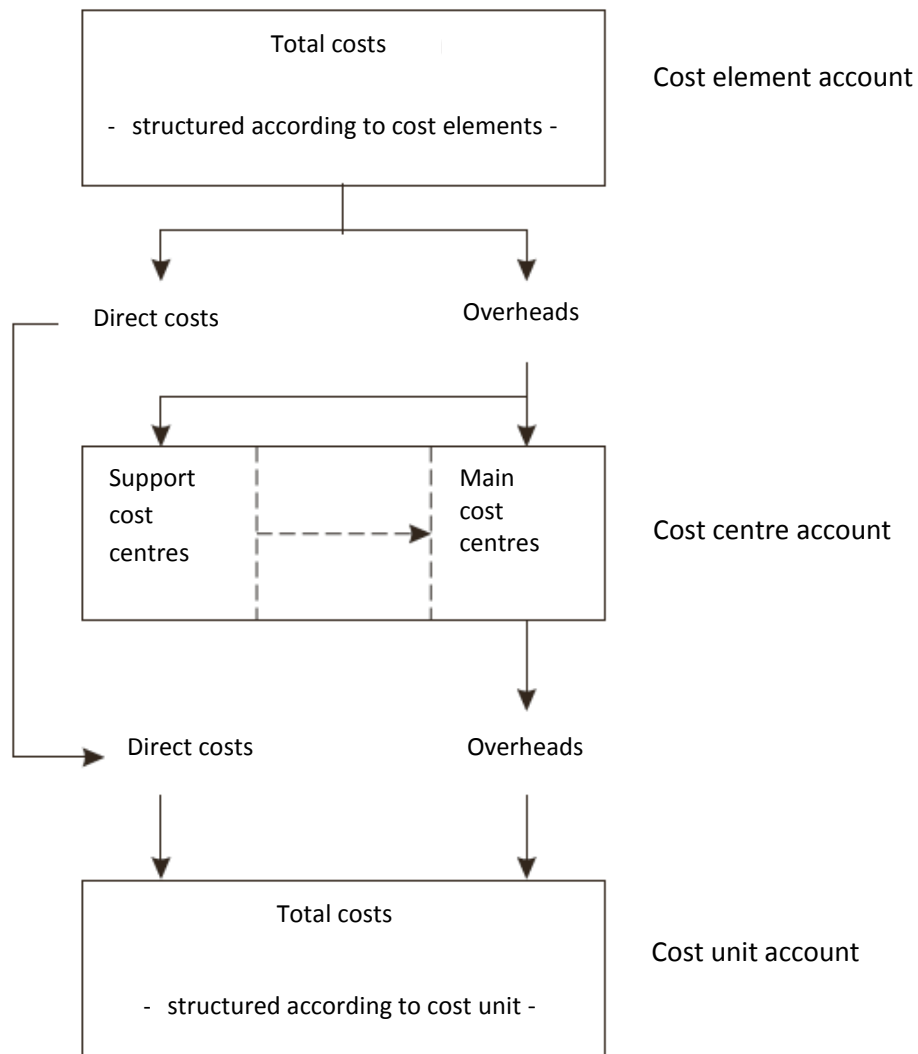 Total costs
Cost element account
- structured according to cost elements -
Direct costs
Overheads
Support
cost
centres
Main
cost
centres
Cost centre account
Direct costs
Overheads
Total costs
Cost unit account
- structured according to cost unit -